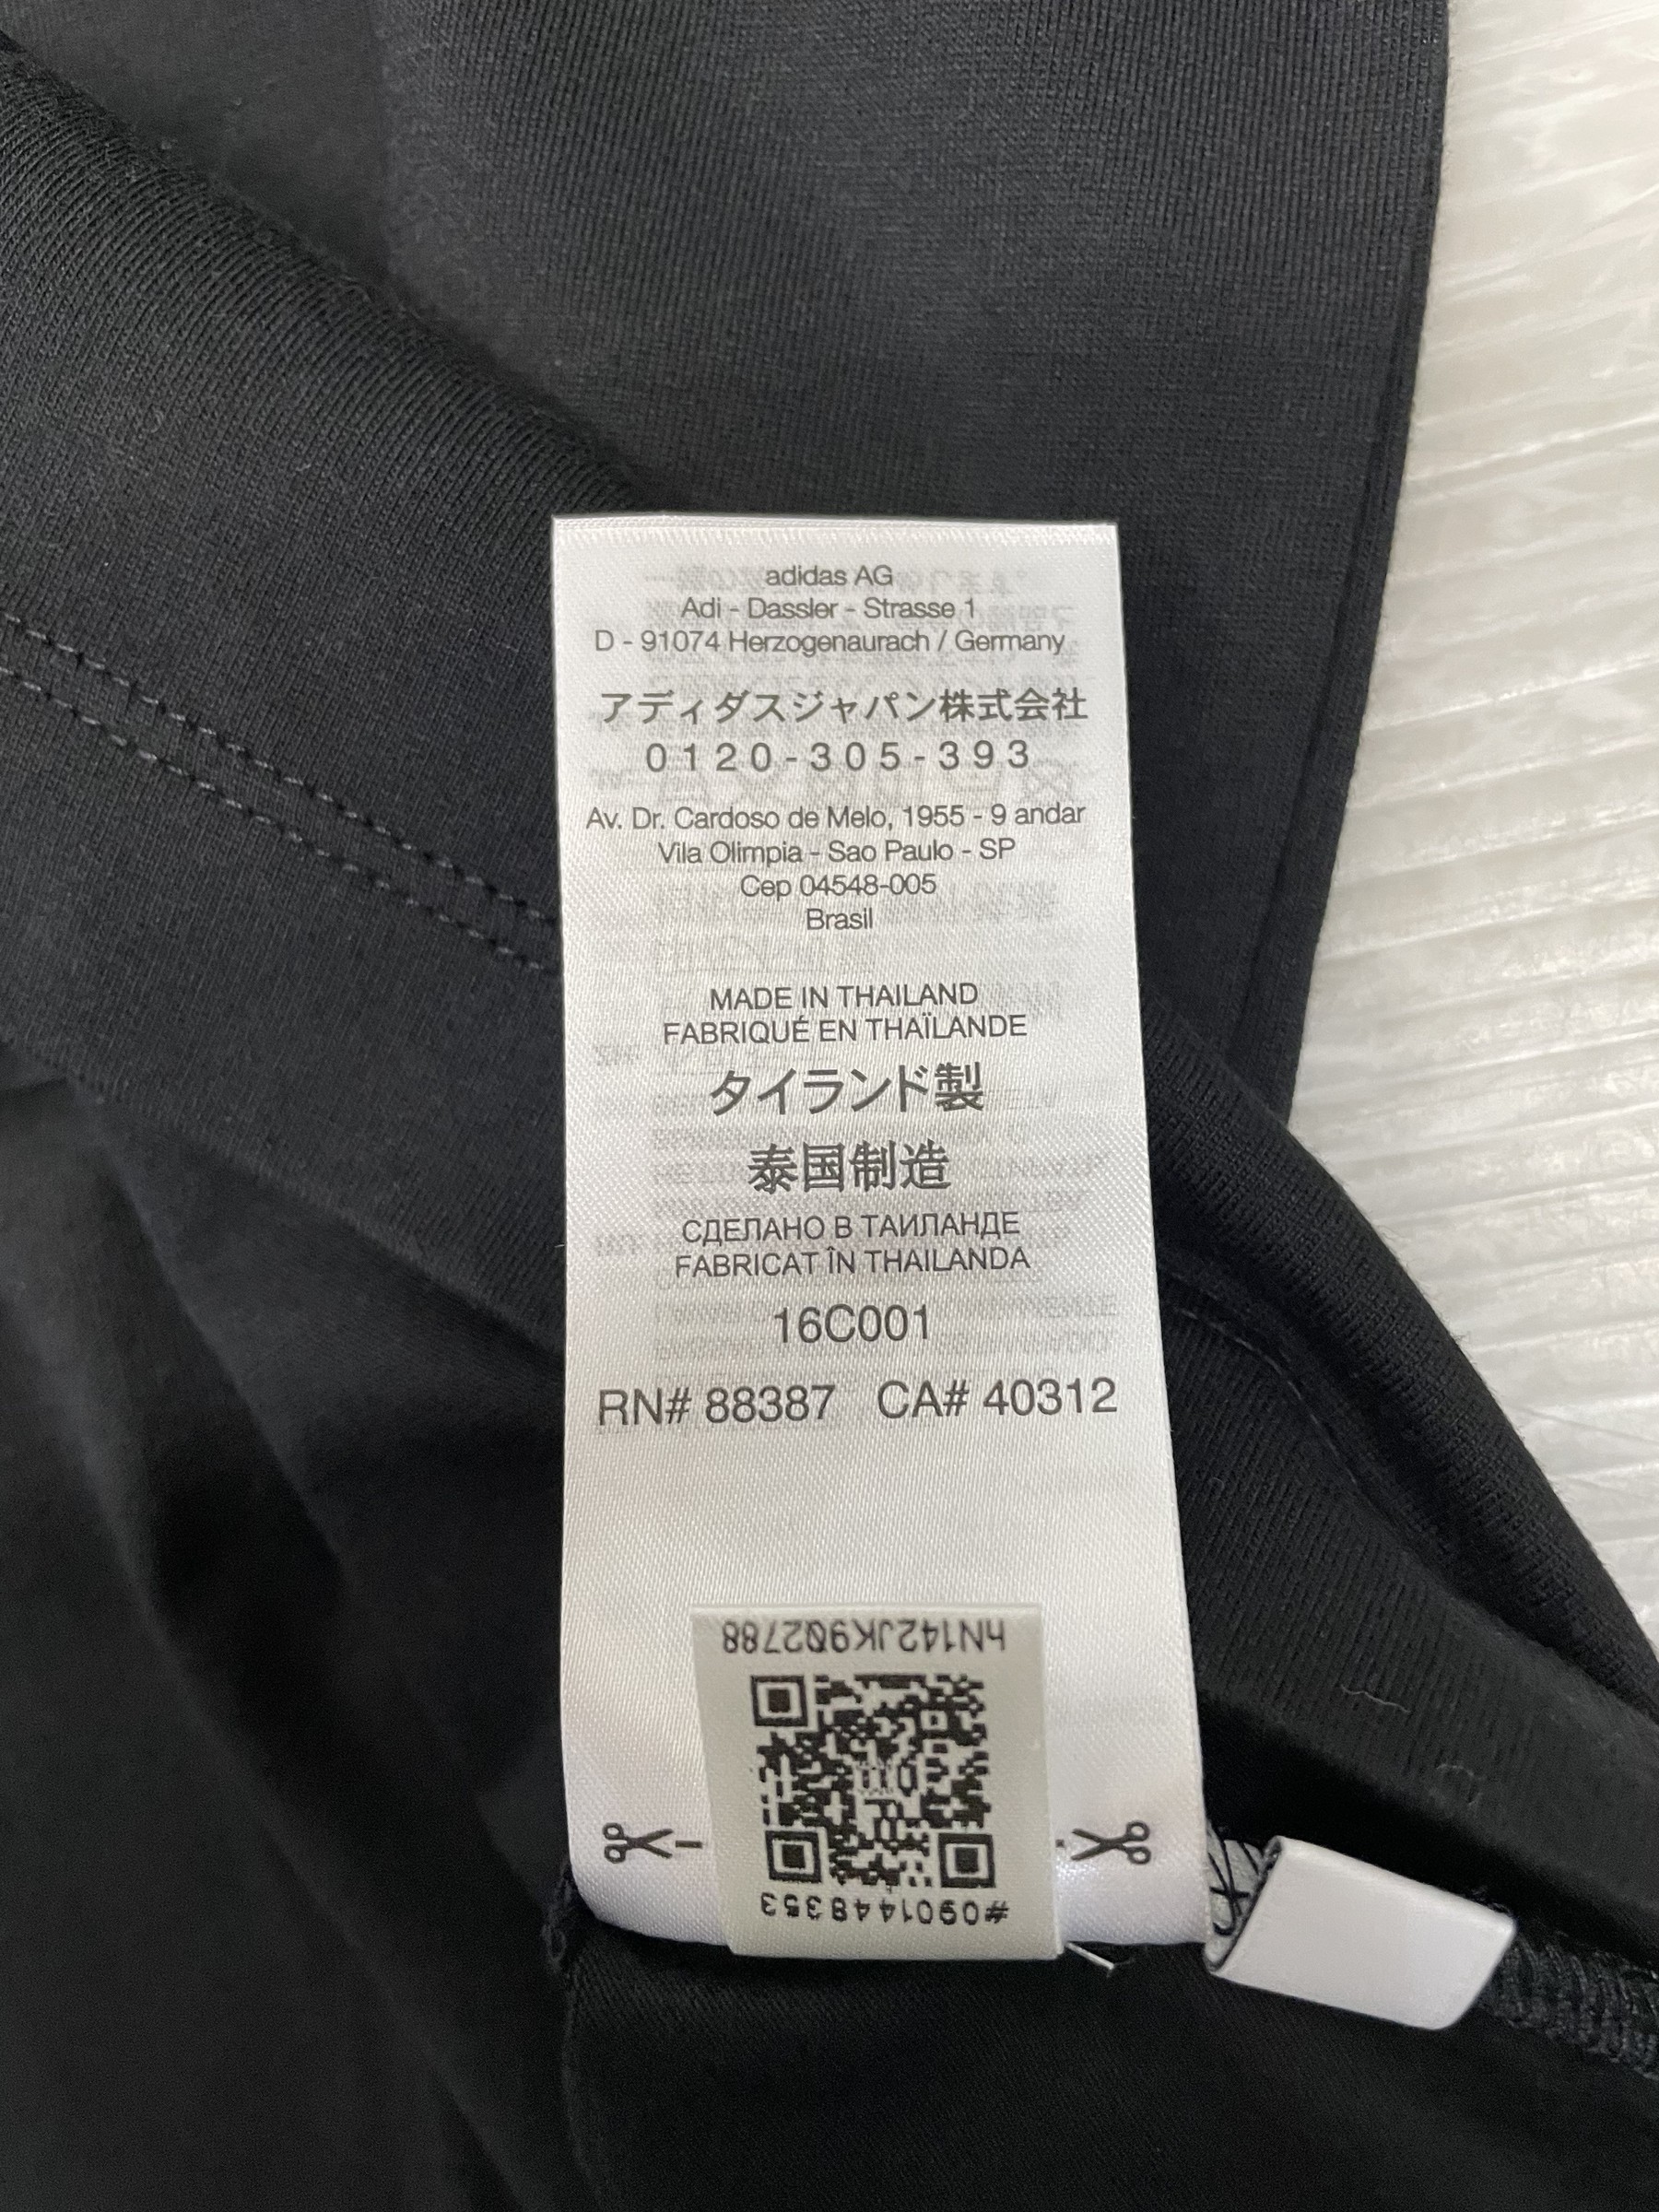 adidas AG
Adi - Dassler - Strasse 1
D - 91074 Herzogenaurach / Germany
アディダスジャパン株式会社
0120-305-393
Av. Dr. Cardoso de Melo, 1955 - 9 andar
Vila Olimpia - Sao Paulo - SP
Cep 04548-005
Brasil
MADE IN THAILAND
FABRIQUÉ EN THAÏLANDE
タイランド製
泰国制造
СДЕЛАНО В ТАИЛАНДЕ
FABRICAT ÎN THAILANDA
16C001
RN# 88387 CA# 40312
hN142JK9Q2788
#0901448353